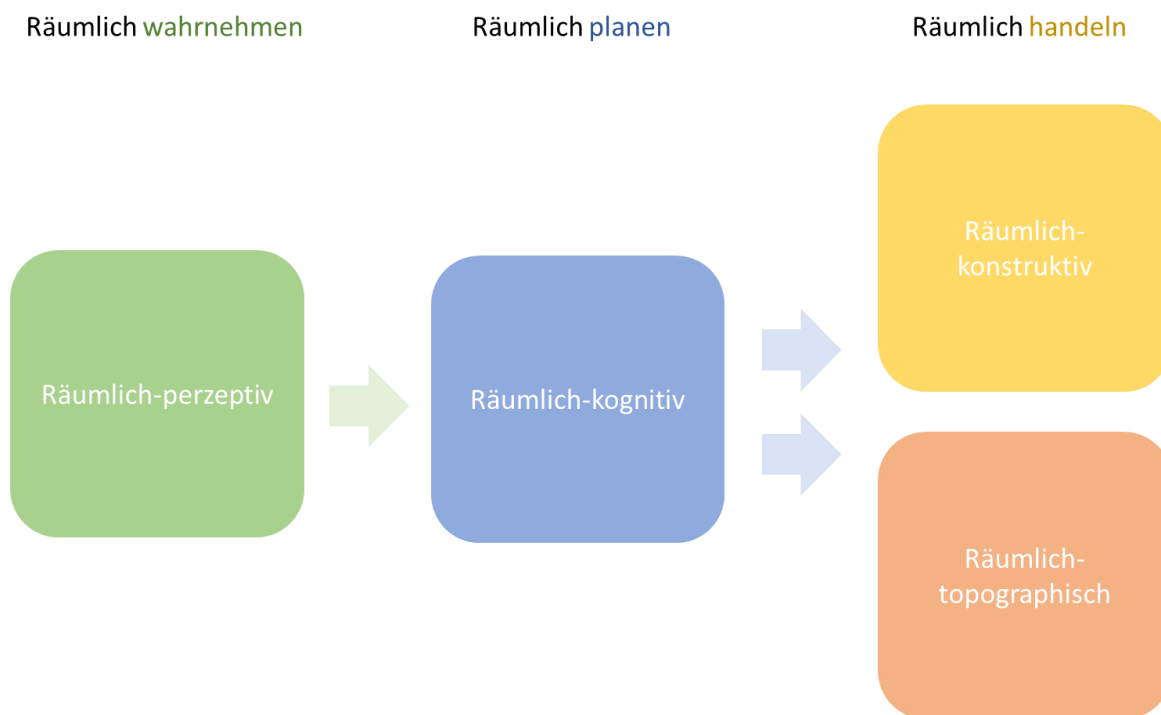 Räumlich wahrnehmen
Räumlich planen
Räumlich handeln
Räumlich-perzeptiv
Räumlich-kognitiv
Räumlich-
konstruktiv
Räumlich-
topographisch